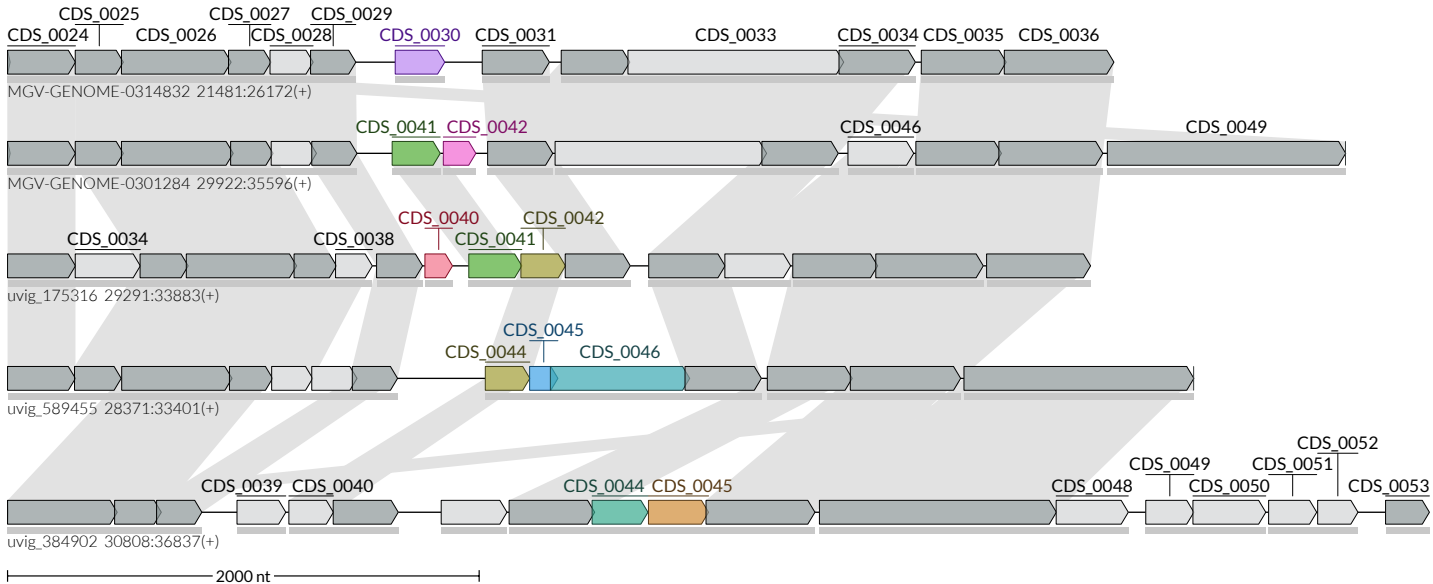 CDS_0025 CDS_0027 CDS_0029
CDS_0024 CDS_0026 CDS_0028 CDS_0030 CDS_0031 CDS_0033 CDS_0034 CDS_0035 CDS_0036
MGV-GENOME-0314832 21481:26172(+)
CDS_0041 CDS_0042 CDS_0046 CDS_0049
MGV-GENOME-0301284 29922:35596(+)
CDS_0040 CDS_0042
CDS_0034 CDS_0038 CDS_0041
uvig_175316 29291:33883(+)
CDS_0045
CDS_0044 CDS_0046
uvig_589455 28371:33401(+)
CDS_0052
CDS_0049 CDS_0051
CDS_0039 CDS_0040 CDS_0044 CDS_0045 CDS_0048 CDS_0050 CDS_0053
uvig_384902 30808:36837(+)
2000 nt